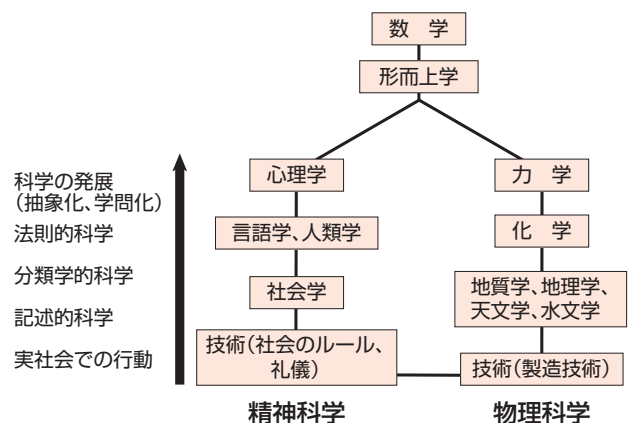 数 学
形而上学
科学の発展
(抽象化、学問化)
法則的科学
分類学的科学
記述的科学
実社会での行動
心理学
言語学、人類学
社会学
技術(社会のルール、
礼儀)
精神科学
力 学
化 学
地質学、地理学、
天文学、水文学
技術(製造技術)
物理科学